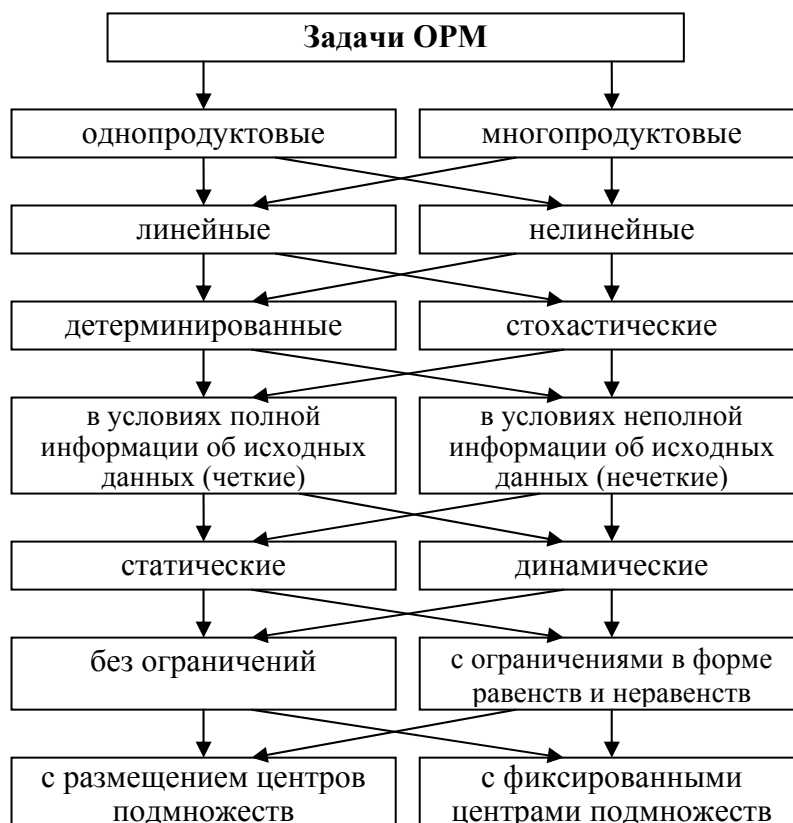 Задачи ОРМ
однопродуктовые
многопродуктовые
линейные
нелинейные
детерминированные
стохастические
в условиях полной
информации об исходных
данных (четкие)
в условиях неполной
информации об исходных
данных (нечеткие)
статические
динамические
без ограничений
с ограничениями в форме
равенств и неравенств
с размещением центров
подмножеств
с фиксированными
центрами подмножеств